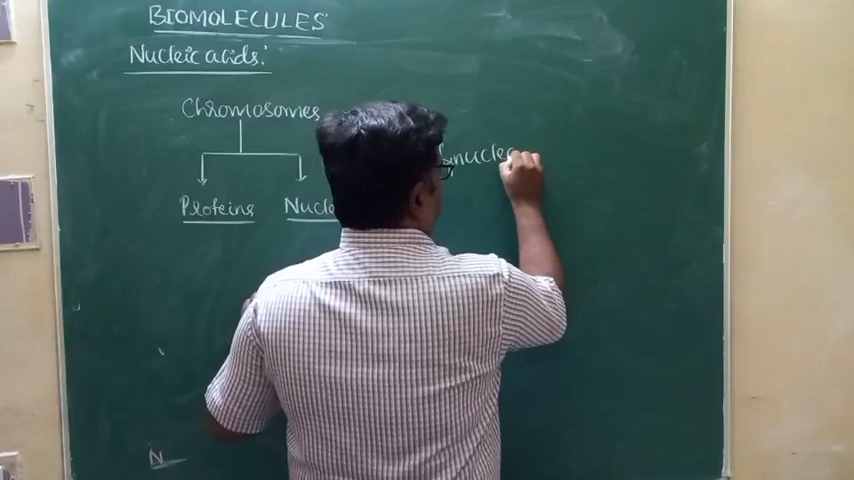 BIOMOLECULES
Nucleic acids:
Chromosomes
Proteins
N